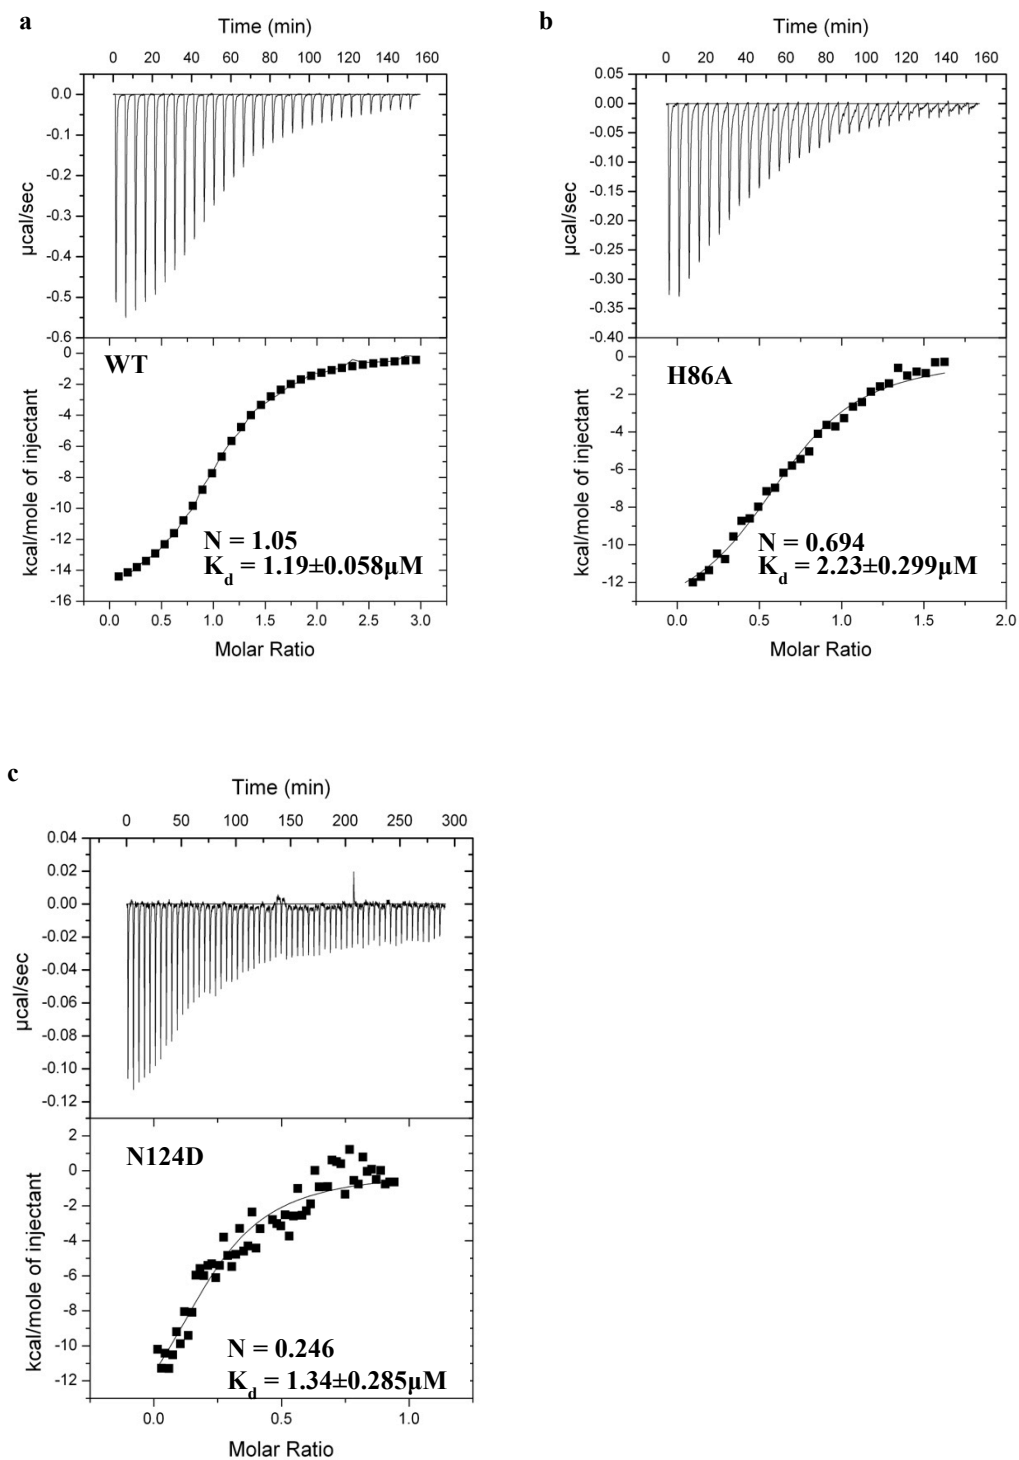 a
Time (min)
0 20 40 60 80 100 120 140 160
0.0
-0.1
-0.2
-0.3
-0.4
-0.5
-0.6
µcal/sec
WT
0
-2
-4
-6
-8
-10
-12
-14
-16
kcal/mole of injectant
N = 1.05
Kd = 1.19±0.058µM
0.0 0.5 1.0 1.5 2.0 2.5 3.0
Molar Ratio
b
Time (min)
0 20 40 60 80 100 120 140 160
0.05
0.00
-0.05
-0.10
-0.15
-0.20
-0.25
-0.30
-0.35
-0.40
µcal/sec
H86A
0
-2
-4
-6
-8
-10
-12
kcal/mole of injectant
N = 0.694
Kd = 2.23±0.299µM
0.0 0.5 1.0 1.5 2.0
Molar Ratio
c
Time (min)
0 50 100 150 200 250 300
0.04
0.02
0.00
-0.02
-0.04
-0.06
-0.08
-0.10
-0.12
µcal/sec
N124D
2
0
-2
-4
-6
-8
-10
-12
kcal/mole of injectant
N = 0.246
Kd = 1.34±0.285µM
0.0 0.5 1.0
Molar Ratio